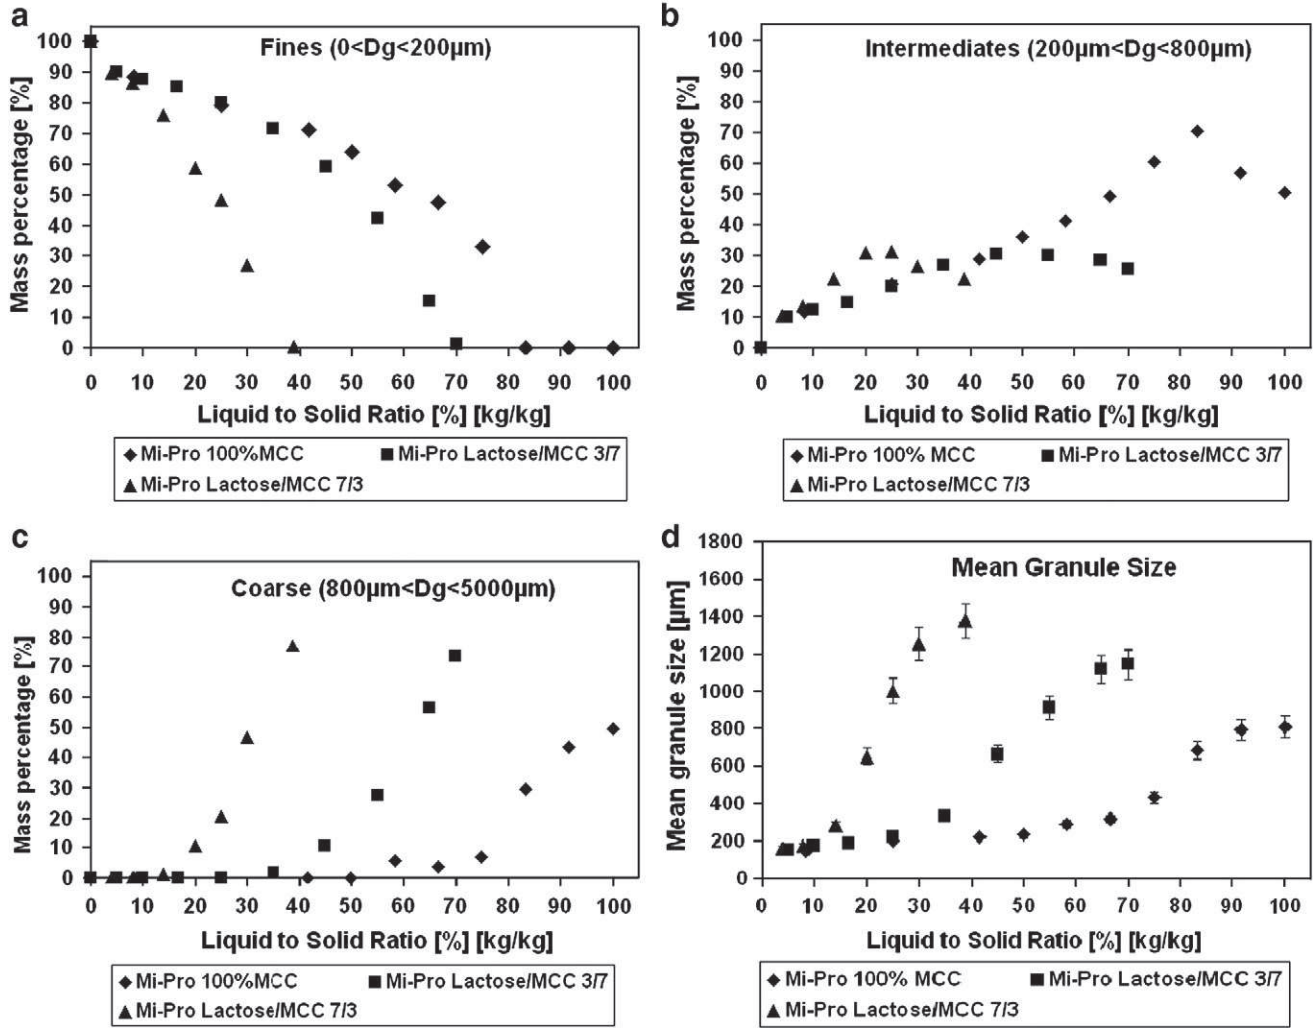 a
Fines (0<Dg<200µm)
100
90
80
70
60
50
40
30
20
10
0
Mass percentage [%]
0 10 20 30 40 50 60 70 80 90 100
Liquid to Solid Ratio [%] [kg/kg]
Mi-Pro 100%MCC Mi-Pro Lactose/MCC 3/7
Mi-Pro Lactose/MCC 7/3
b
Intermediates (200µm<Dg<800µm)
100
90
80
70
60
50
40
30
20
10
0
Mass percentage [%]
0 10 20 30 40 50 60 70 80 90 100
Liquid to Solid Ratio [%] [kg/kg]
Mi-Pro 100% MCC Mi-Pro Lactose/MCC 3/7
Mi-Pro Lactose/MCC 7/3
c
Coarse (800µm<Dg<5000µm)
100
90
80
70
60
50
40
30
20
10
0
Mass percentage [%]
0 10 20 30 40 50 60 70 80 90 100
Liquid to Solid Ratio [%] [kg/kg]
Mi-Pro 100%MCC Mi-Pro Lactose/MCC 3/7
Mi-Pro Lactose/MCC 7/3
d
Mean Granule Size
1800
1600
1400
1200
1000
800
600
400
200
0
Mean granule size [µm]
0 10 20 30 40 50 60 70 80 90 100
Liquid to Solid Ratio [%] [kg/kg]
Mi-Pro 100% MCC Mi-Pro Lactose/MCC 3/7
Mi-Pro Lactose/MCC 7/3